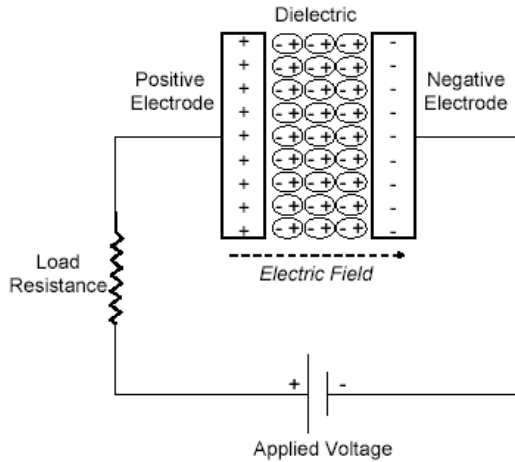 Dielectric
Positive
Electrode
Negative
Electrode
+ - + - + - + -
+ - + - + - + -
+ - + - + - + -
+ - + - + - + -
+ - + - + - + -
+ - + - + - + -
+ - + - + - + -
+ - + - + - + -
+ - + - + - + -
Electric Field
Load
Resistance
+ -
Applied Voltage